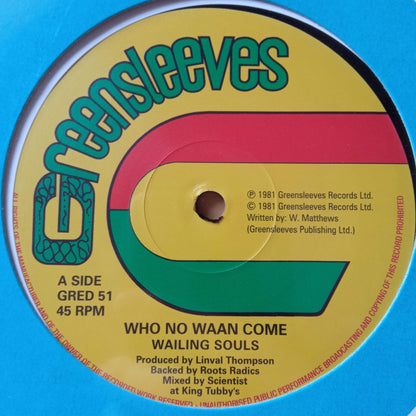 Greensleeves
℗ 1981 Greensleeves Records Ltd.
© 1981 Greensleeves Records Ltd.
Written by: W. Matthews
(Greensleeves Publishing Ltd.)
A SIDE
GRED 51
45 RPM
WHO NO WAAN COME
WAILING SOULS
Produced by Linval Thompson
Backed by Roots Radics
Mixed by Scientist
at King Tubby's
ALL RIGHTS OF THE MANUFACTURER AND OF THE OWNER OF THE RECORDED WORK RESERVED - UNAUTHORISED PUBLIC PERFORMANCE BROADCASTING AND COPYING OF THIS RECORD PROHIBITED